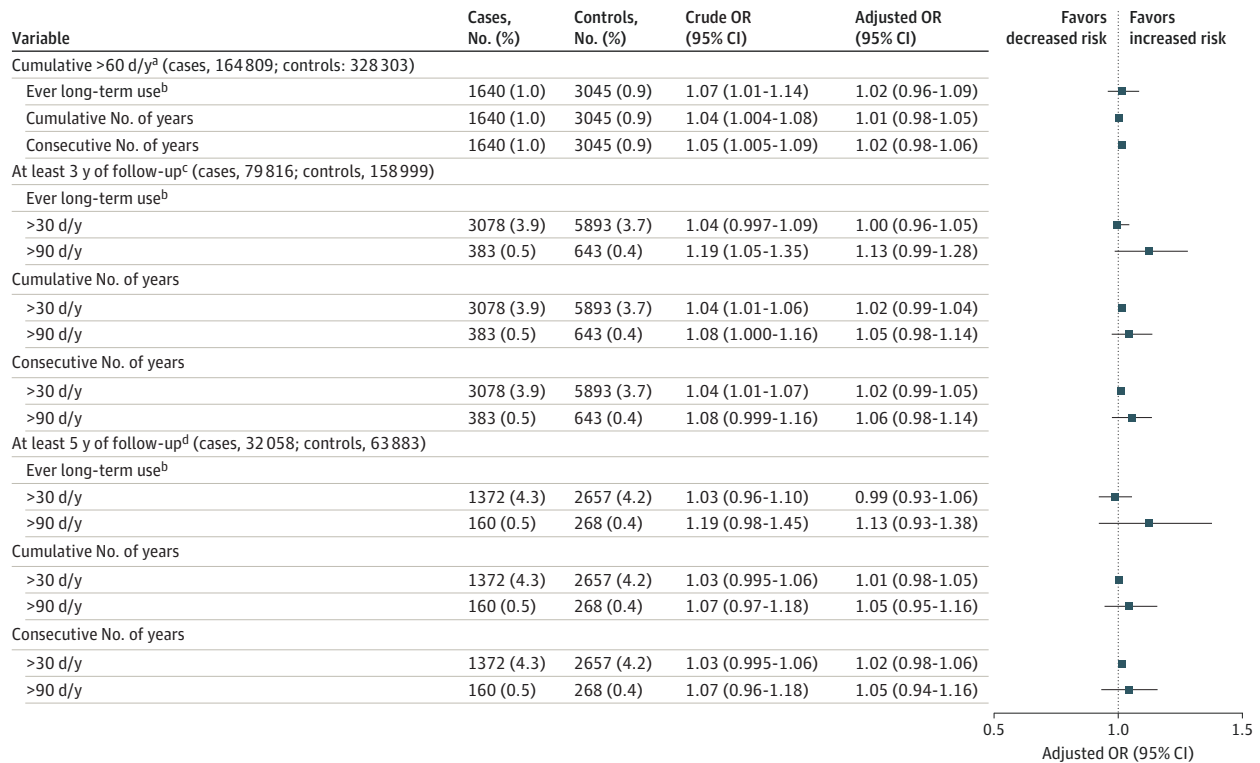 Variable Cases, No. (%) Controls, No. (%) Crude OR (95% CI) Adjusted OR (95% CI) Favors decreased risk Favors increased risk
Cumulative >60 d/yᵃ (cases, 164 809; controls: 328 303)
Ever long-term useᵇ 1640 (1.0) 3045 (0.9) 1.07 (1.01-1.14) 1.02 (0.96-1.09)
Cumulative No. of years 1640 (1.0) 3045 (0.9) 1.04 (1.004-1.08) 1.01 (0.98-1.05)
Consecutive No. of years 1640 (1.0) 3045 (0.9) 1.05 (1.005-1.09) 1.02 (0.98-1.06)
At least 3 y of follow-upᶜ (cases, 79 816; controls, 158 999)
Ever long-term useᵇ
>30 d/y 3078 (3.9) 5893 (3.7) 1.04 (0.997-1.09) 1.00 (0.96-1.05)
>90 d/y 383 (0.5) 643 (0.4) 1.19 (1.05-1.35) 1.13 (0.99-1.28)
Cumulative No. of years
>30 d/y 3078 (3.9) 5893 (3.7) 1.04 (1.01-1.06) 1.02 (0.99-1.04)
>90 d/y 383 (0.5) 643 (0.4) 1.08 (1.000-1.16) 1.05 (0.98-1.14)
Consecutive No. of years
>30 d/y 3078 (3.9) 5893 (3.7) 1.04 (1.01-1.07) 1.02 (0.99-1.05)
>90 d/y 383 (0.5) 643 (0.4) 1.08 (0.999-1.16) 1.06 (0.98-1.14)
At least 5 y of follow-upᵈ (cases, 32 058; controls, 63 883)
Ever long-term useᵇ
>30 d/y 1372 (4.3) 2657 (4.2) 1.03 (0.96-1.10) 0.99 (0.93-1.06)
>90 d/y 160 (0.5) 268 (0.4) 1.19 (0.98-1.45) 1.13 (0.93-1.38)
Cumulative No. of years
>30 d/y 1372 (4.3) 2657 (4.2) 1.03 (0.995-1.06) 1.01 (0.98-1.05)
>90 d/y 160 (0.5) 268 (0.4) 1.07 (0.97-1.18) 1.05 (0.95-1.16)
Consecutive No. of years
>30 d/y 1372 (4.3) 2657 (4.2) 1.03 (0.995-1.06) 1.02 (0.98-1.06)
>90 d/y 160 (0.5) 268 (0.4) 1.07 (0.96-1.18) 1.05 (0.94-1.16)
0.5 1.0 1.5
Adjusted OR (95% CI)